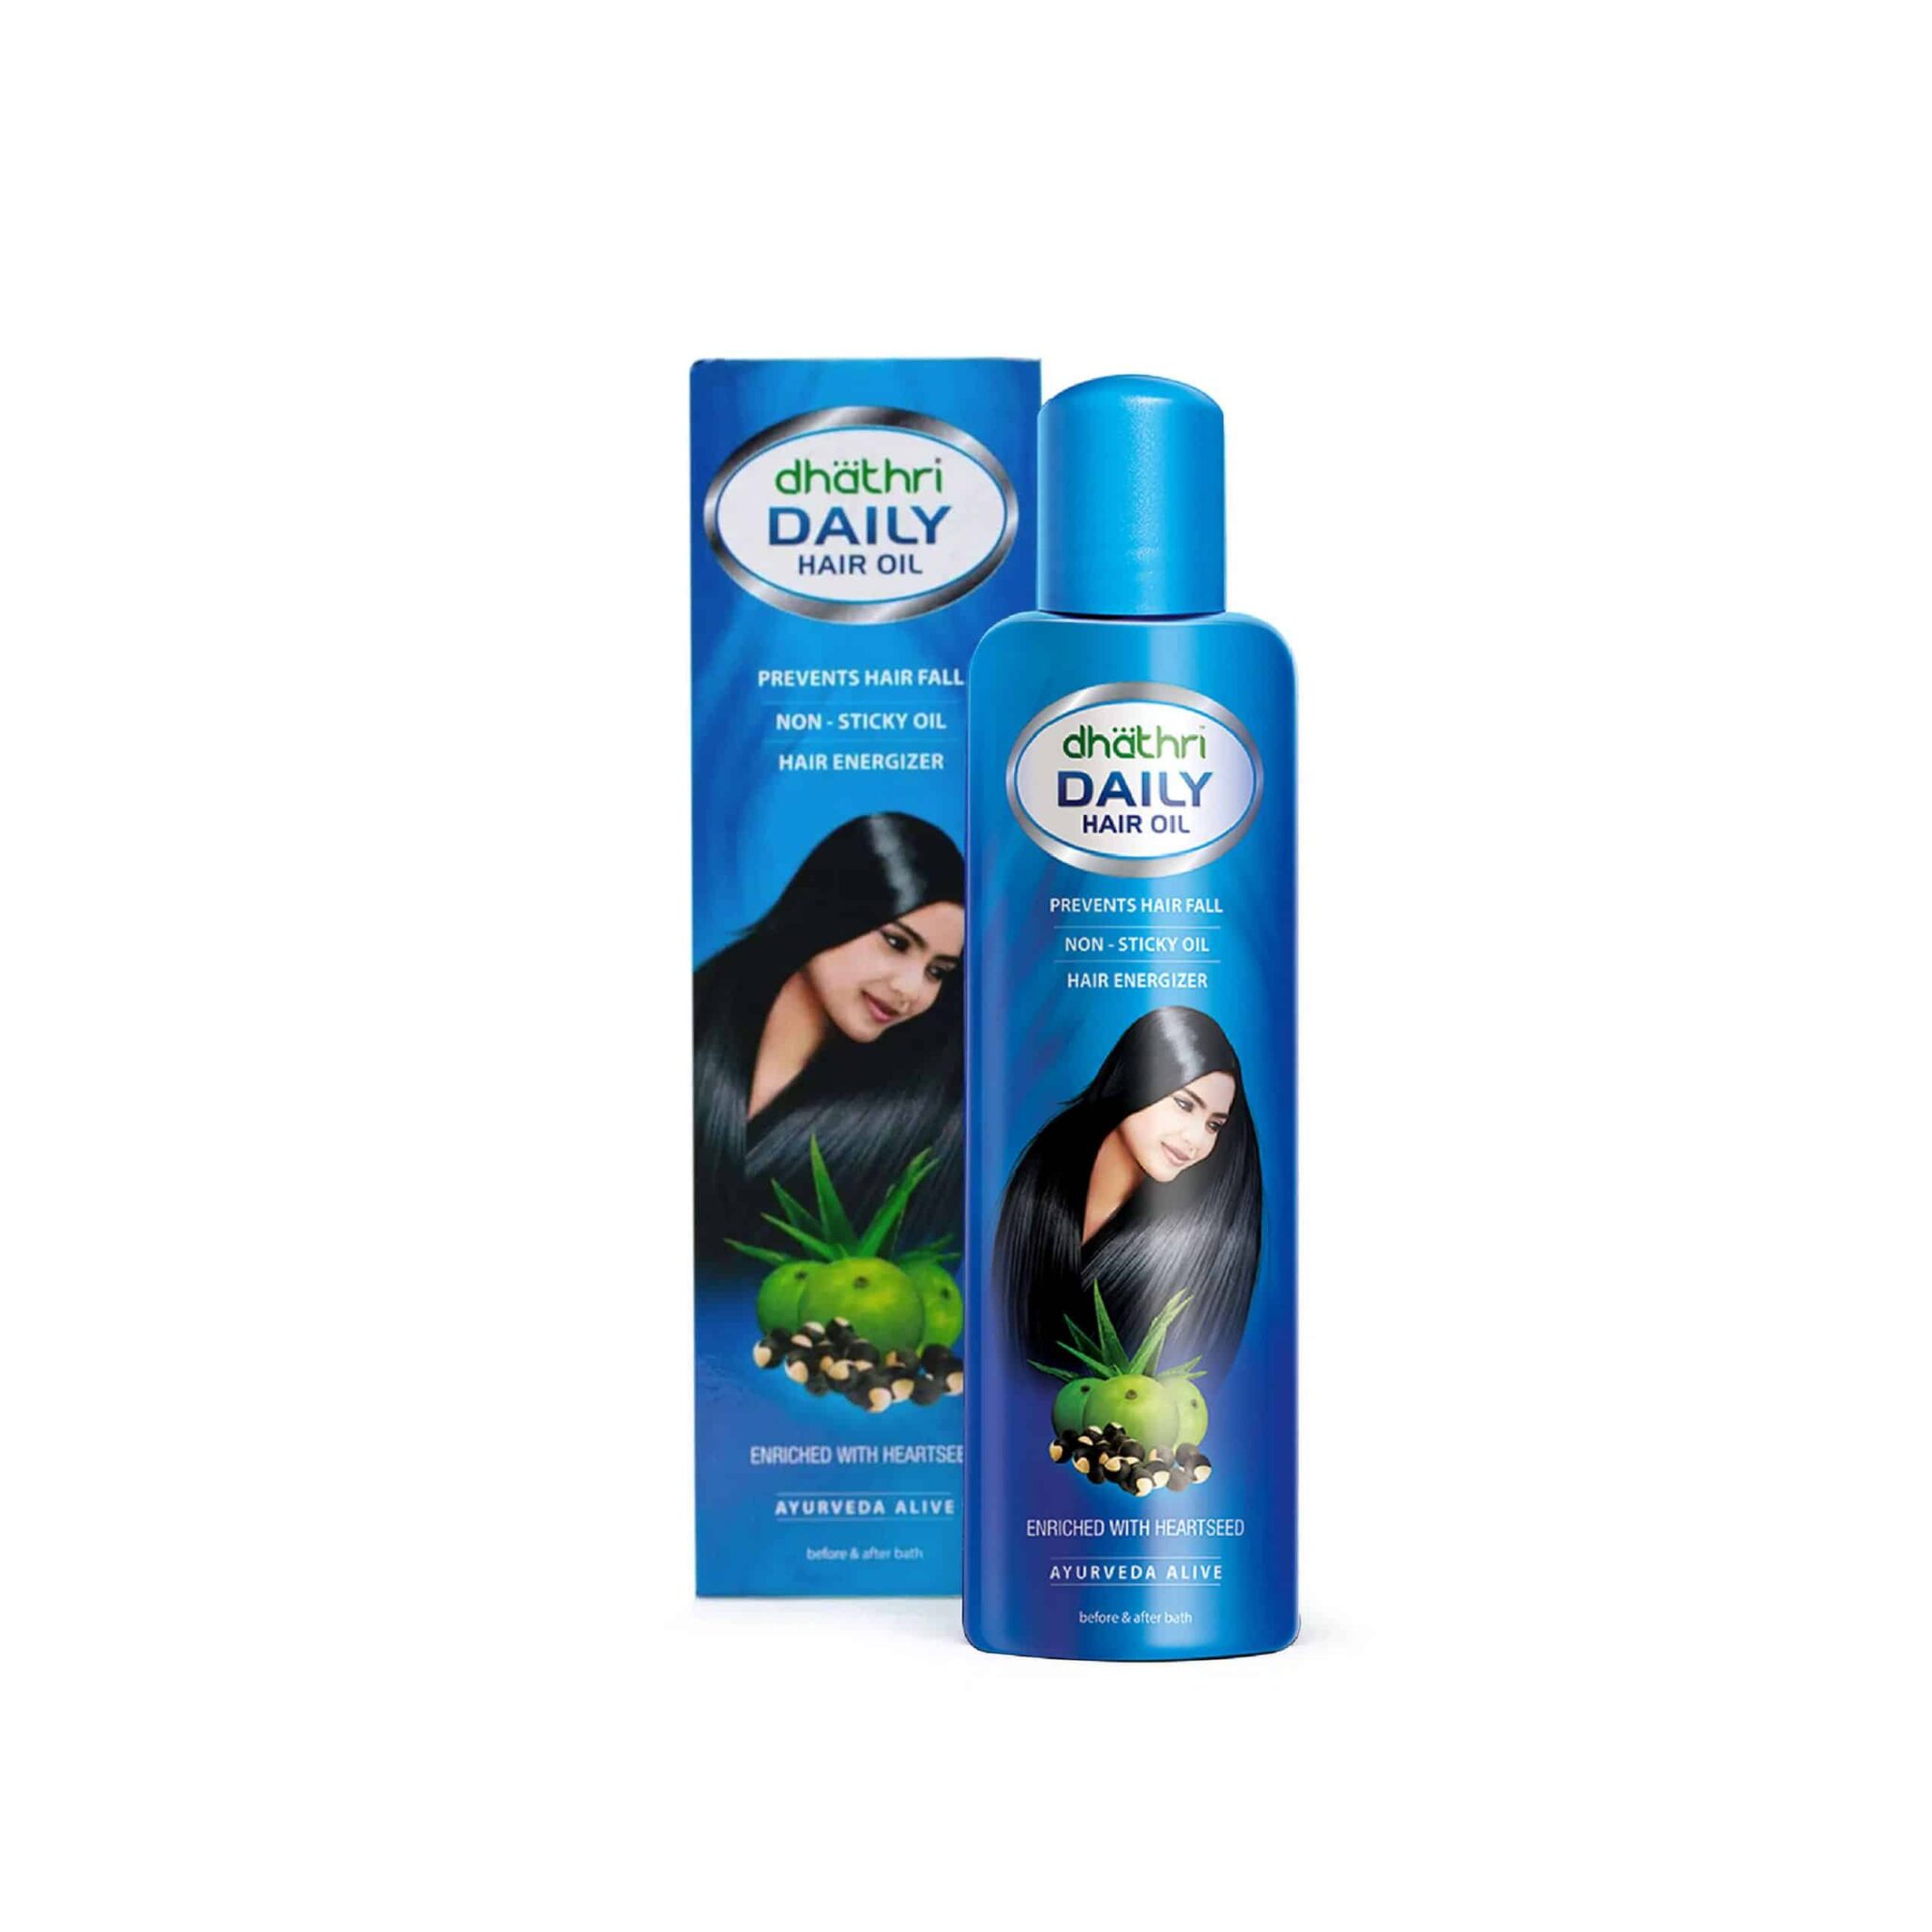 dhathri
DAILY
HAIR OIL
PREVENTS HAIR FALL
NON - STICKY OIL
HAIR ENERGIZER
ENRICHED WITH HEARTSEE
AYURVEDA ALIVE
before & after bath
dhathri
DAILY
HAIR OIL
PREVENTS HAIR FALL
NON - STICKY OIL
HAIR ENERGIZER
ENRICHED WITH HEARTSEED
AYURVEDA ALIVE
before & after bath